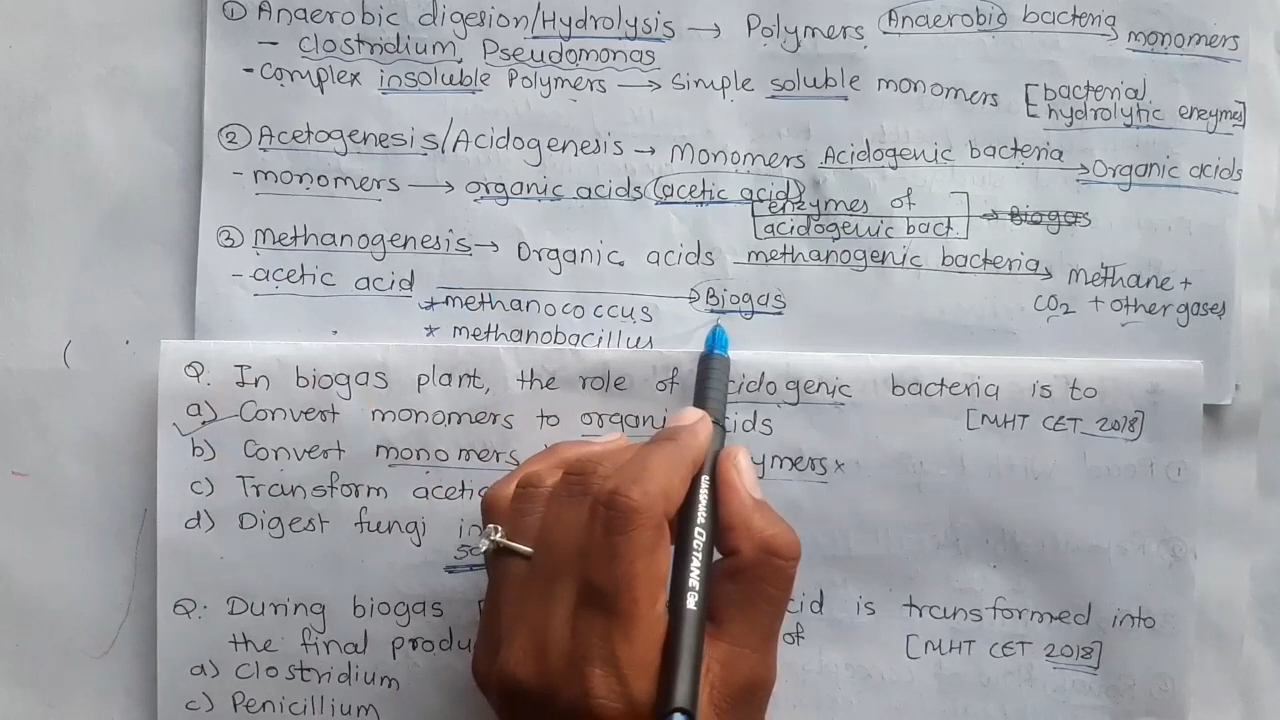 ① Anaerobic digesion/Hydrolysis → Polymers Anaerobic bacteria monomers
- Clostridium, Pseudomonas
- Complex insoluble Polymers → Simple soluble monomers [bacterial hydrolytic enzymes]
② Acetogenesis/Acidogenesis → Monomers Acidogenic bacteria → Organic acids
- monomers → organic acids (acetic acid)
enzymes of acidogenic bact. → Biogas
③ Methanogenesis → Organic acids methanogenic bacteria → methane +
CO2 + other gases
- acetic acid → Biogas
* methanococcus
* methanobacillus
Q. In biogas plant, the role of cidogenic bacteria is to
a) Convert monomers to organi cids [MHT CET 2018]
b) Convert monomers ymers ×
c) Transform acetic
d) Digest fungi in
Q. During biogas cid is transformed into
the final produ of [MHT CET 2018]
a) Clostridium
c) Penicillium
CLASSMATE OCTANE Gel